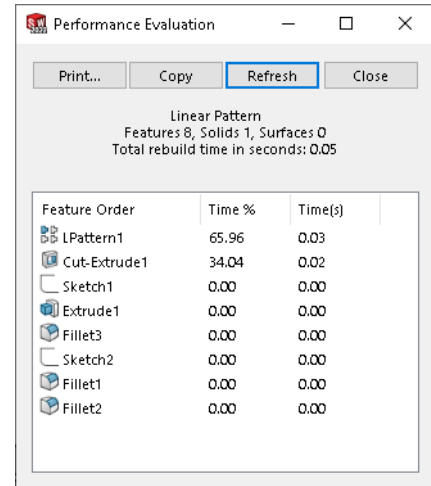 Performance Evaluation
Print... Copy Refresh Close
Linear Pattern
Features 8, Solids 1, Surfaces 0
Total rebuild time in seconds: 0.05
Feature Order Time % Time(s)
LPattern1 65.96 0.03
Cut-Extrude1 34.04 0.02
Sketch1 0.00 0.00
Extrude1 0.00 0.00
Fillet3 0.00 0.00
Sketch2 0.00 0.00
Fillet1 0.00 0.00
Fillet2 0.00 0.00